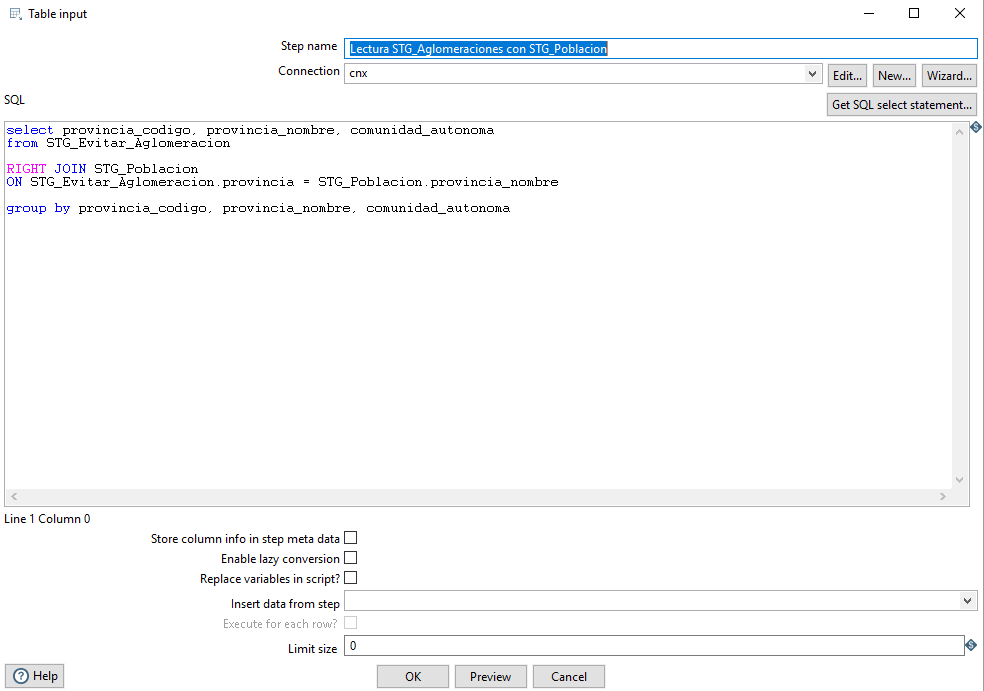 Table input
Step name
Lectura STG_Aglomeraciones con STG_Poblacion
Connection
cnx
Edit...
New...
Wizard...
SQL
Get SQL select statement...
select provincia_codigo, provincia_nombre, comunidad_autonoma
from STG_Evitar_Aglomeracion
RIGHT JOIN STG_Poblacion
ON STG_Evitar_Aglomeracion.provincia = STG_Poblacion.provincia_nombre
group by provincia_codigo, provincia_nombre, comunidad_autonoma
Line 1 Column 0
Store column info in step meta data
Enable lazy conversion
Replace variables in script?
Insert data from step
Execute for each row?
Limit size
0
Help
OK
Preview
Cancel